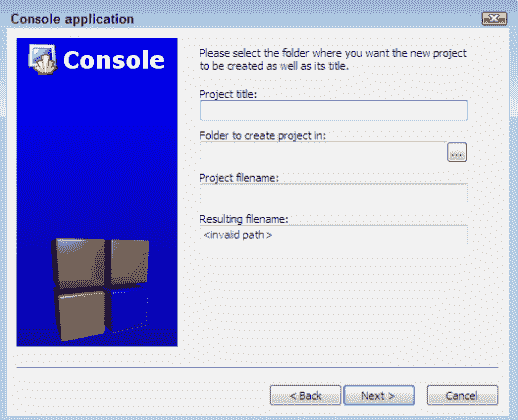 Console application
Console
Please select the folder where you want the new project
to be created as well as its title.
Project title:
Folder to create project in:
...
Project filename:
Resulting filename:
<invalid path>
< Back
Next >
Cancel